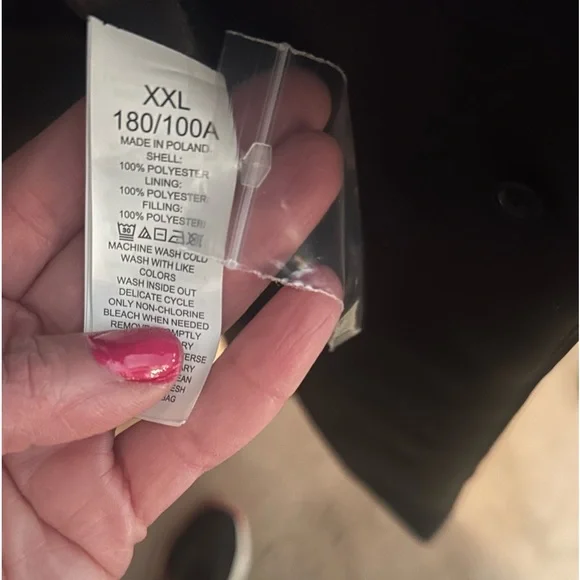 XXL
180/100A
MADE IN POLAND
SHELL:
100% POLYESTER
LINING:
100% POLYESTER
FILLING:
100% POLYESTER
30
MACHINE WASH COLD
WASH WITH LIKE
COLORS
WASH INSIDE OUT
DELICATE CYCLE
ONLY NON-CHLORINE
BLEACH WHEN NEEDED